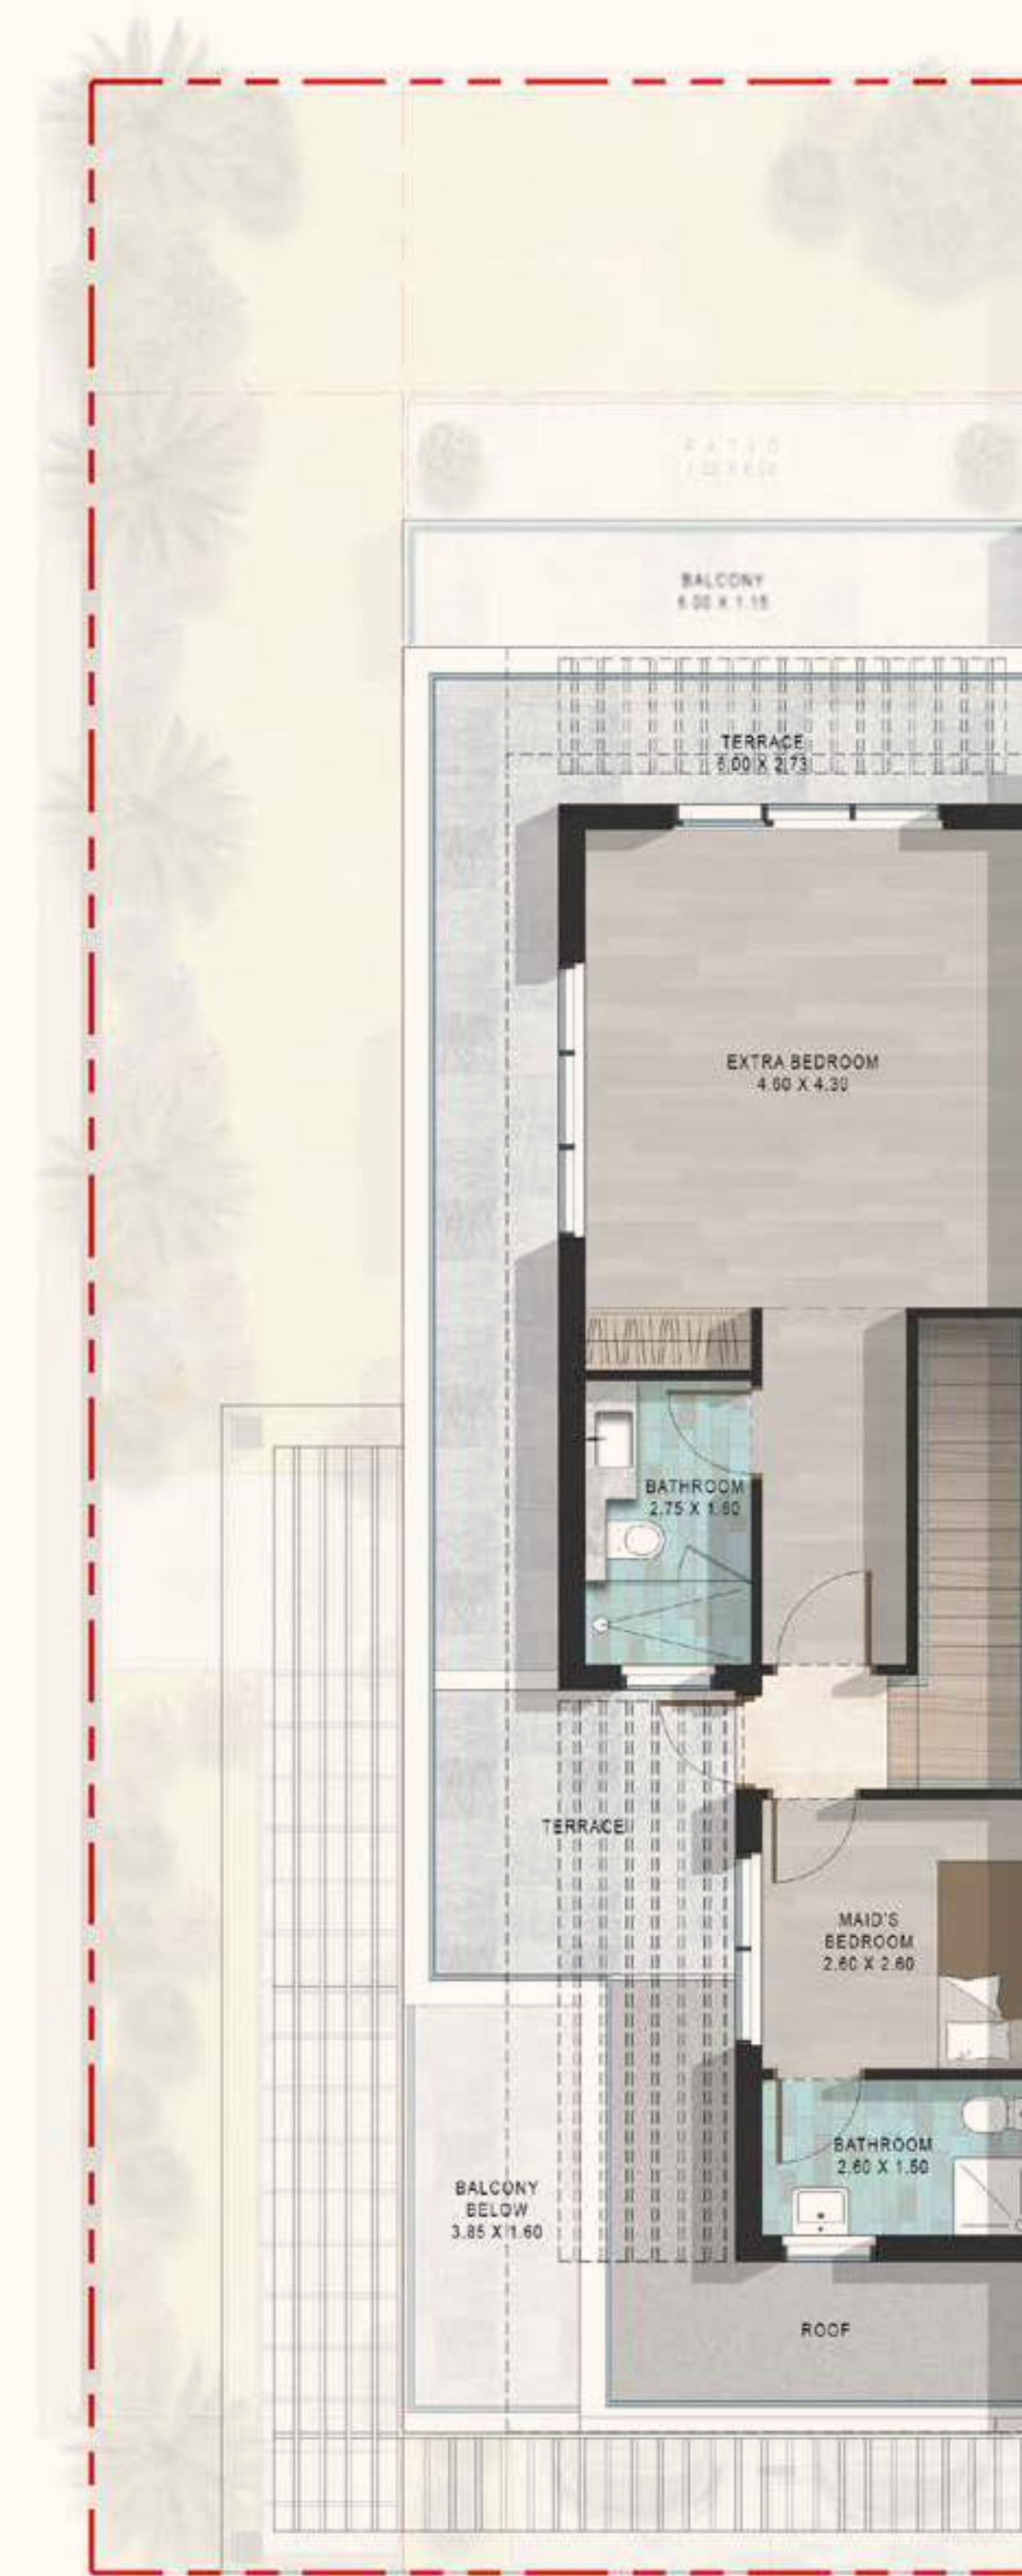 PATIO
BALCONY
6.00 X 1.15
TERRACE
6.00 X 2.73
EXTRA BEDROOM
4.60 X 4.30
BATHROOM
2.75 X 1.60
TERRACE
MAID'S
BEDROOM
2.60 X 2.60
BATHROOM
2.60 X 1.50
BALCONY
BELOW
3.85 X 1.60
ROOF